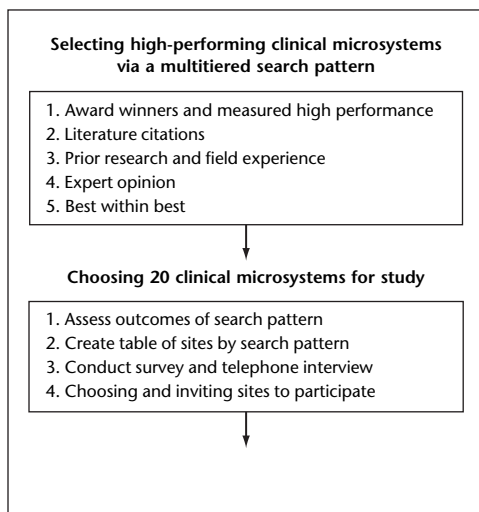 Selecting high-performing clinical microsystems
via a multitiered search pattern
1. Award winners and measured high performance
2. Literature citations
3. Prior research and field experience
4. Expert opinion
5. Best within best
Choosing 20 clinical microsystems for study
1. Assess outcomes of search pattern
2. Create table of sites by search pattern
3. Conduct survey and telephone interview
4. Choosing and inviting sites to participate